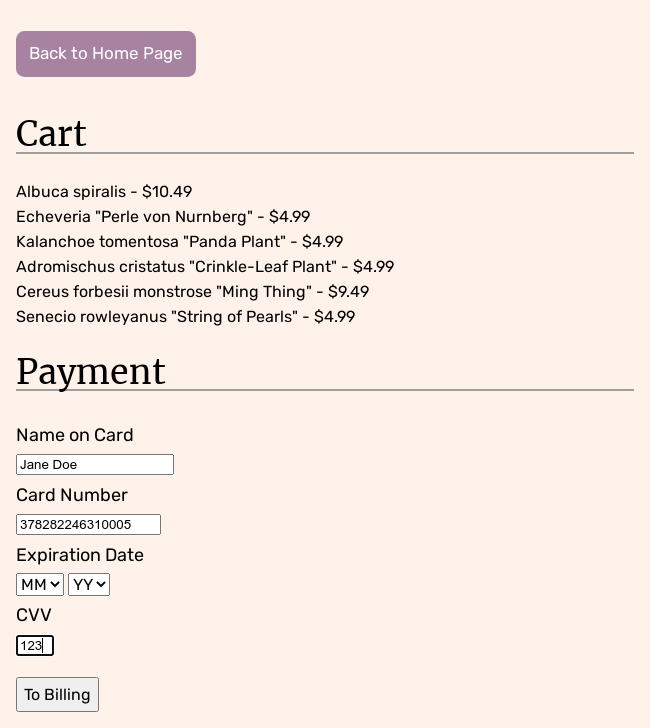 Back to Home Page
Cart
Albuca spiralis - $10.49
Echeveria "Perle von Nurnberg" - $4.99
Kalanchoe tomentosa "Panda Plant" - $4.99
Adromischus cristatus "Crinkle-Leaf Plant" - $4.99
Cereus forbesii monstrose "Ming Thing" - $9.49
Senecio rowleyanus "String of Pearls" - $4.99
Payment
Name on Card
Jane Doe
Card Number
378282246310005
Expiration Date
MM YY
CVV
123
To Billing